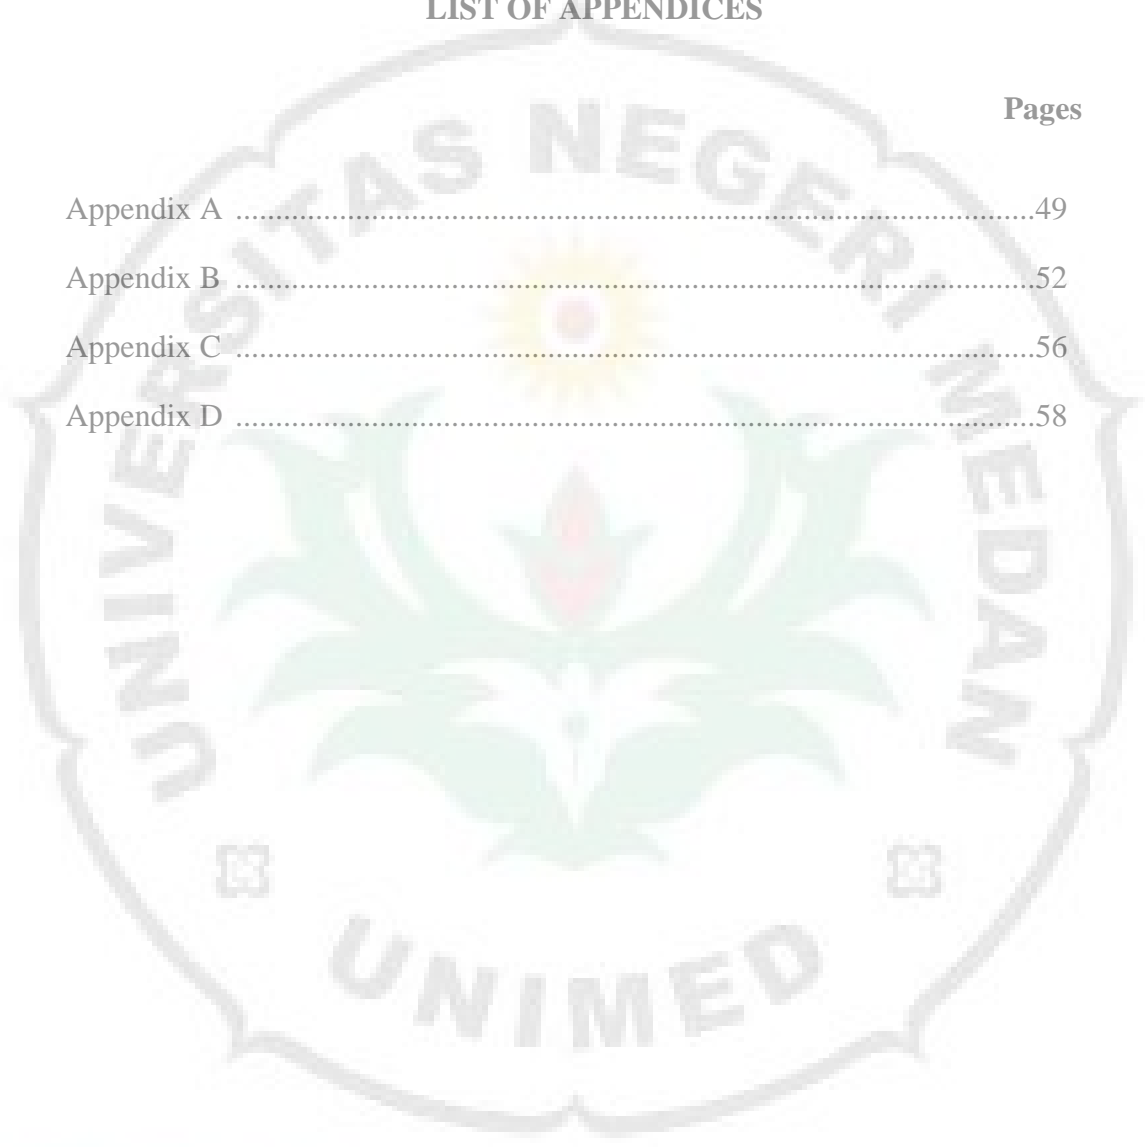 LIST OF APPENDICES
Pages
Appendix A ....................................................................................................49
Appendix B ....................................................................................................52
Appendix C ....................................................................................................56
Appendix D ....................................................................................................58
UNIVERSITAS NEGERI MEDAN
UNIMED